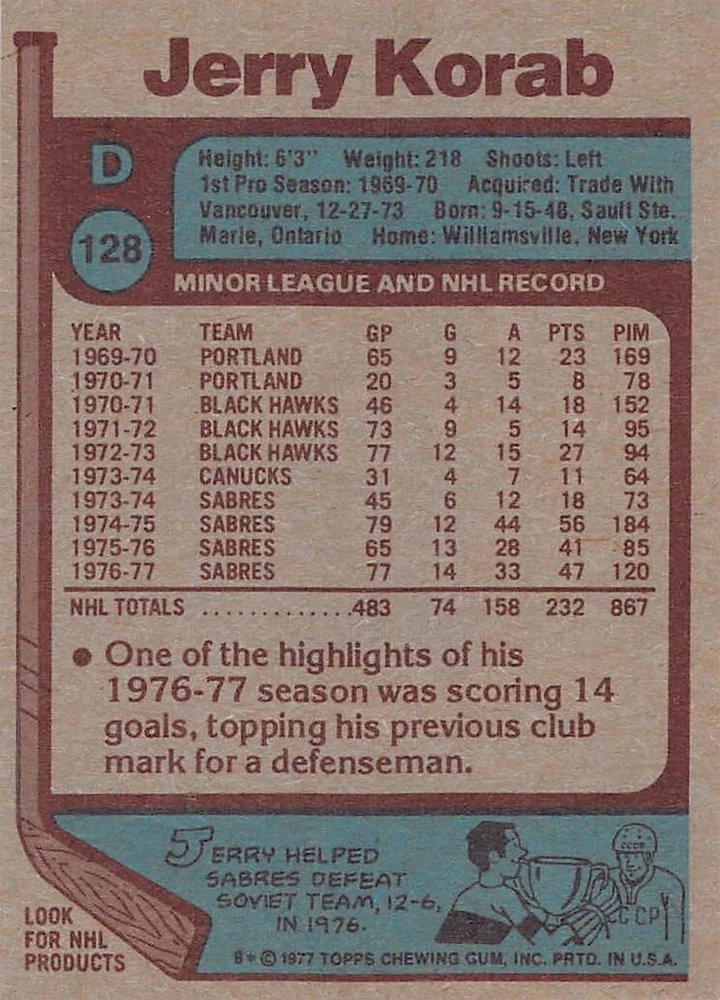 Jerry Korab
D
128
Height: 6'3" Weight: 218 Shoots: Left
1st Pro Season: 1969-70 Acquired: Trade With
Vancouver, 12-27-73 Born: 9-15-48, Sault Ste.
Marie, Ontario Home: Williamsville, New York
MINOR LEAGUE AND NHL RECORD
YEAR TEAM GP G A PTS PIM
1969-70 PORTLAND 65 9 12 23 169
1970-71 PORTLAND 20 3 5 8 78
1970-71 BLACK HAWKS 46 4 14 18 152
1971-72 BLACK HAWKS 73 9 5 14 95
1972-73 BLACK HAWKS 77 12 15 27 94
1973-74 CANUCKS 31 4 7 11 64
1973-74 SABRES 45 6 12 18 73
1974-75 SABRES 79 12 44 56 184
1975-76 SABRES 65 13 28 41 85
1976-77 SABRES 77 14 33 47 120
NHL TOTALS .............483 74 158 232 867
● One of the highlights of his
1976-77 season was scoring 14
goals, topping his previous club
mark for a defenseman.
JERRY HELPED
SABRES DEFEAT
SOVIET TEAM, 12-6,
IN 1976.
CCCP
CCP
LOOK
FOR NHL
PRODUCTS
B* © 1977 TOPPS CHEWING GUM, INC. PRTD. IN U.S.A.